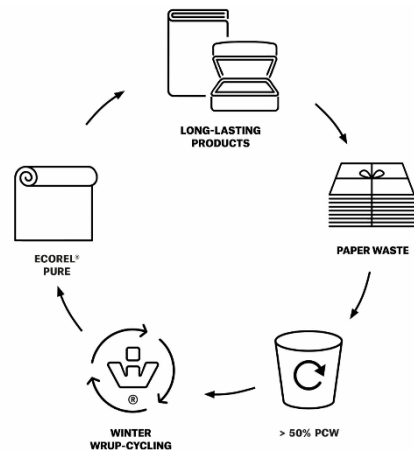 LONG-LASTING
PRODUCTS
PAPER WASTE
> 50% PCW
®
WINTER
WRUP-CYCLING
ECOREL®
PURE